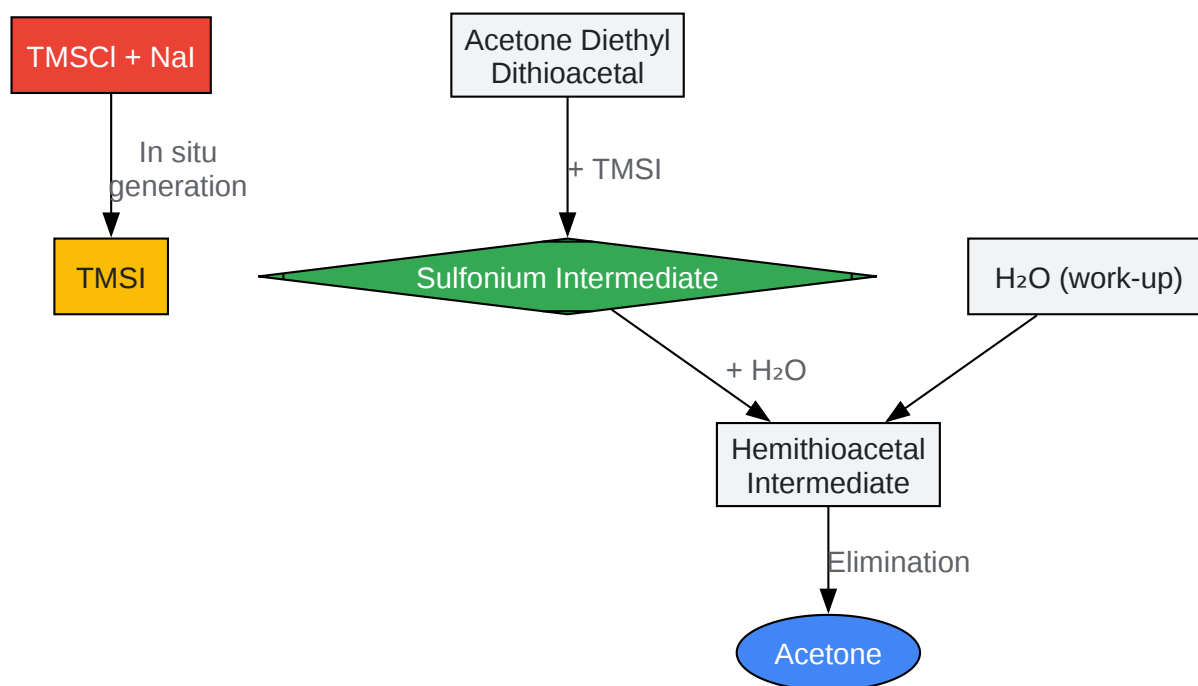 TMSCl + NaI
Acetone Diethyl
Dithioacetal
In situ
generation
+ TMSI
TMSI
Sulfonium Intermediate
H₂O (work-up)
+ H₂O
Hemithioacetal
Intermediate
Elimination
Acetone